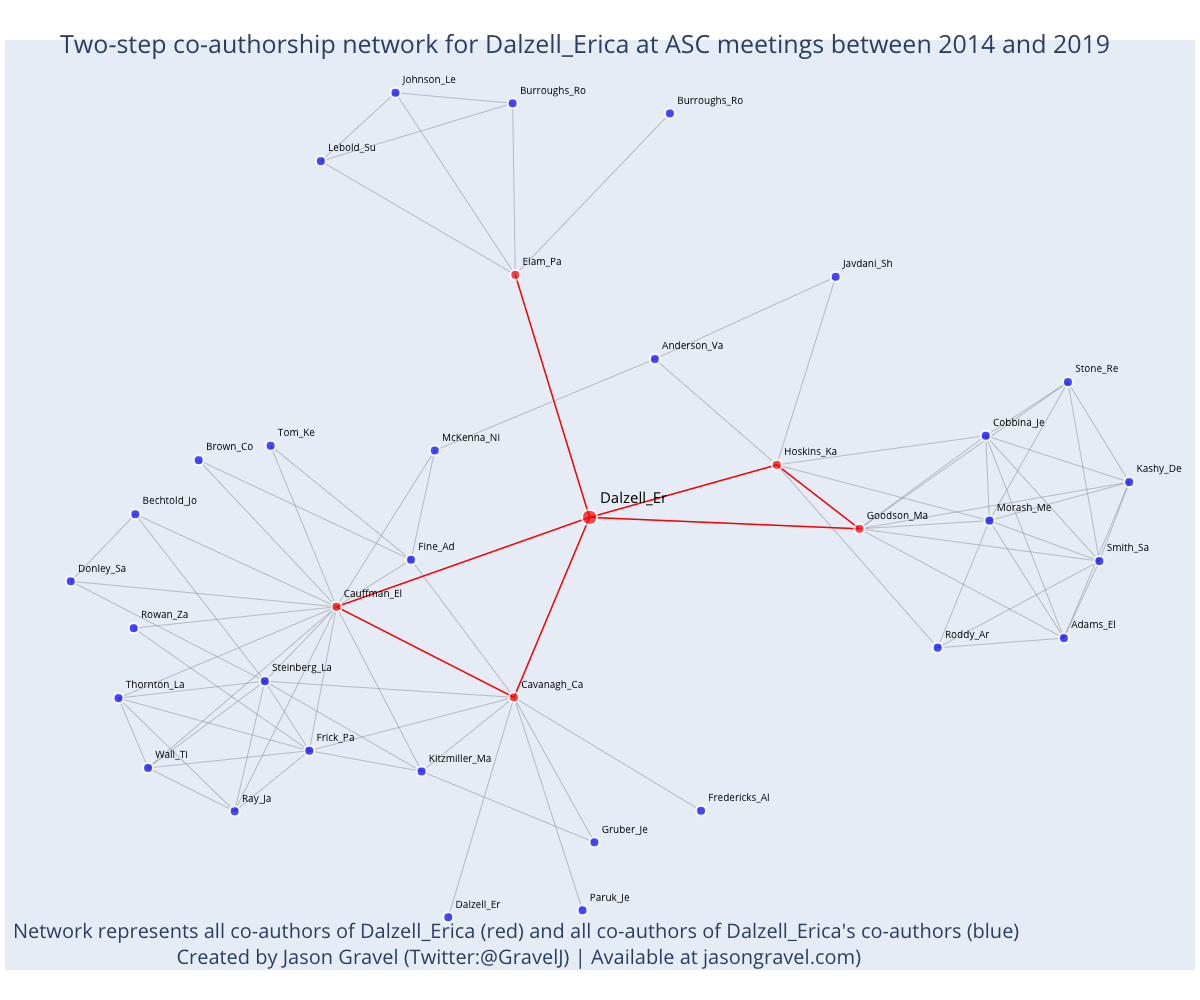 Two-step co-authorship network for Dalzell_Erica at ASC meetings between 2014 and 2019
Johnson_Le
Burroughs_Ro
Burroughs_Ro
Lebold_Su
Elam_Pa
Javdani_Sh
Anderson_Va
Stone_Re
Cobbina_Je
Tom_Ke
McKenna_Ni
Brown_Co
Hoskins_Ka
Kashy_De
Dalzell_Er
Bechtold_Jo
Goodson_Ma
Morash_Me
Fine_Ad
Smith_Sa
Donley_Sa
Cauffman_El
Rowan_Za
Adams_El
Roddy_Ar
Steinberg_La
Thornton_La
Cavanagh_Ca
Frick_Pa
Wall_Ti
Kitzmiller_Ma
Ray_Ja
Fredericks_Al
Gruber_Je
Dalzell_Er
Paruk_Je
Network represents all co-authors of Dalzell_Erica (red) and all co-authors of Dalzell_Erica's co-authors (blue)
Created by Jason Gravel (Twitter:@GravelJ) | Available at jasongravel.com)